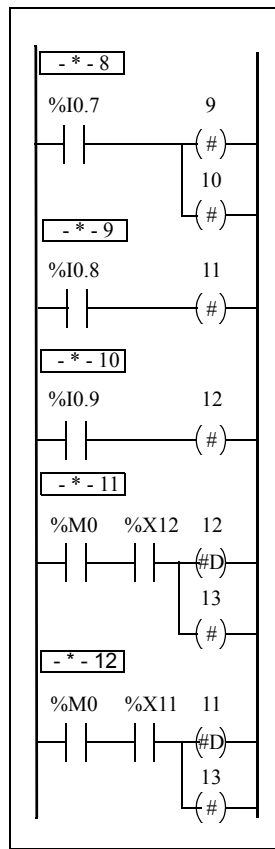 - * - 8
%I0.7 9
(#)
10
(#)
- * - 9
%I0.8 11
(#)
- * - 10
%I0.9 12
(#)
- * - 11
%M0 %X12 12
(#D)
13
(#)
- * - 12
%M0 %X11 11
(#D)
13
(#)